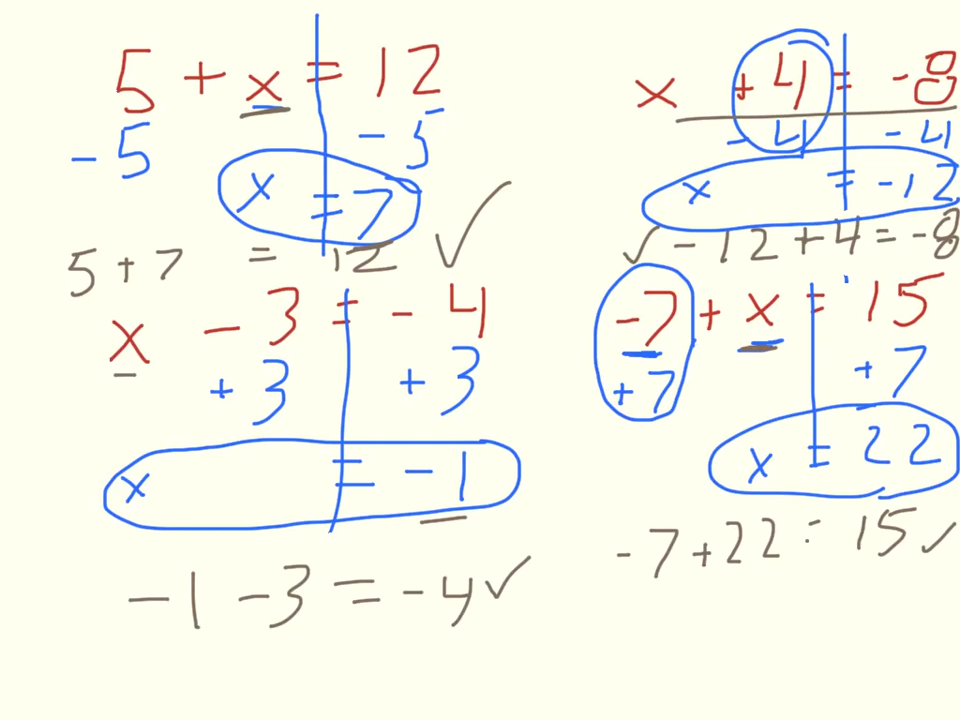 5 + x = 12
- 5 - 5
x = 7
5 + 7 = 12 ✓
x + 4 = -8
- 4 - 4
x = -12
✓ -12 + 4 = -8
x - 3 = - 4
+ 3 + 3
x = - 1
-1 - 3 = - 4 ✓
-7 + x = 15
+ 7 + 7
x = 22
-7 + 22 = 15 ✓